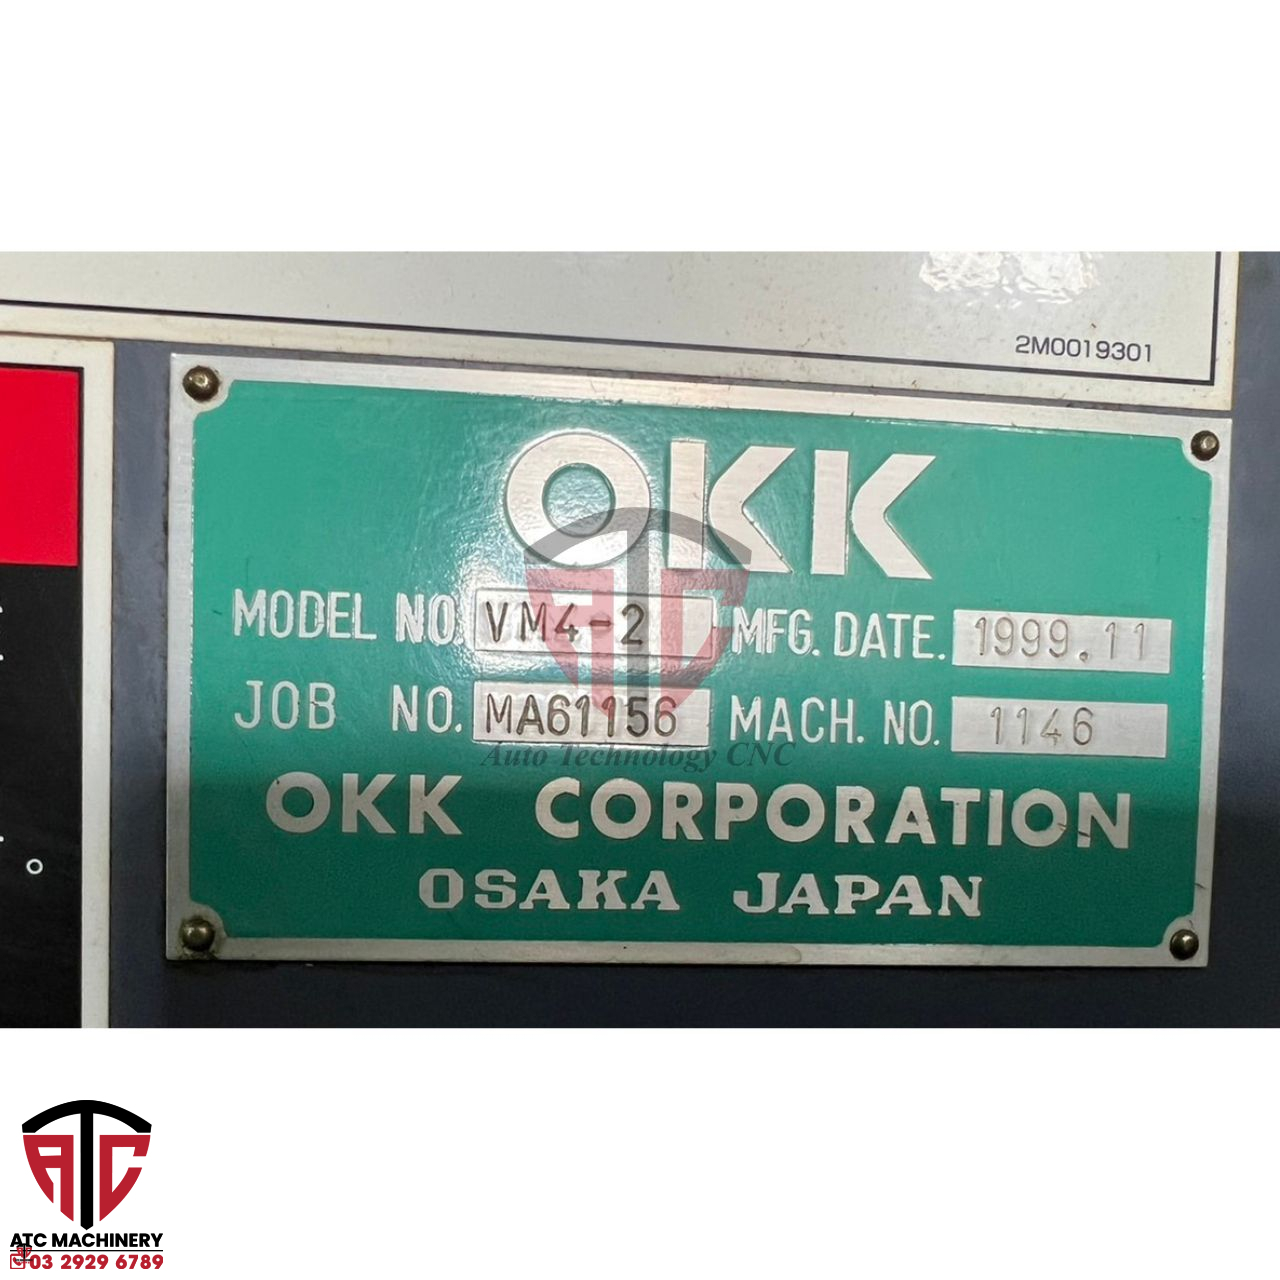 2M0019301
OKK
MODEL NO. VM4-2 MFG. DATE. 1999.11
JOB NO. MA61156 MACH. NO. 1146
Auto Technology CNC
OKK CORPORATION
OSAKA JAPAN
ATC
ATC MACHINERY
03 2929 6789